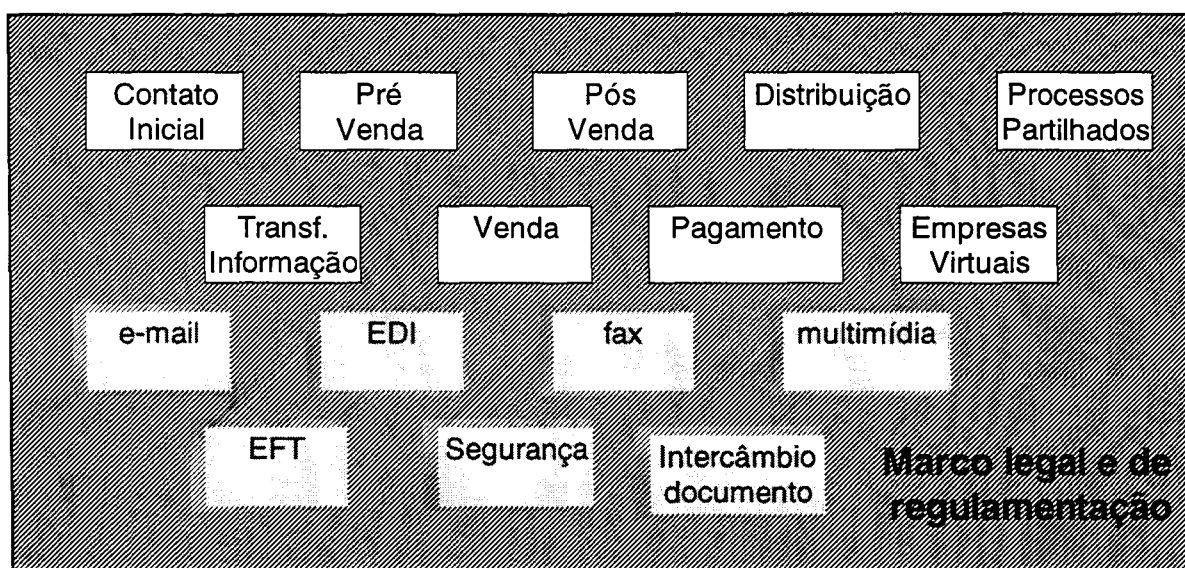 Contato
Inicial
Pré
Venda
Pós
Venda
Distribuição
Processos
Partilhados
Transf.
Informação
Venda
Pagamento
Empresas
Virtuais
e-mail
EDI
fax
multimídia
EFT
Segurança
Intercâmbio
documento
Marco legal e de
regulamentação